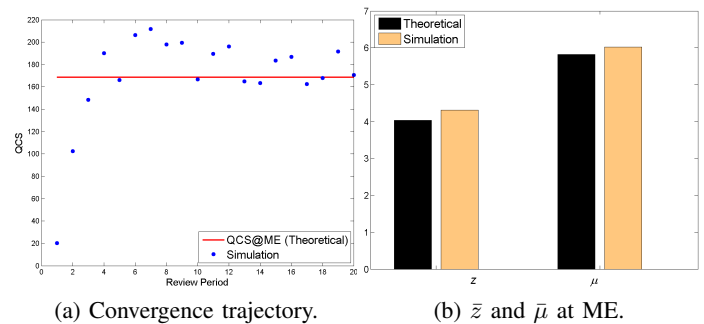 220
200
180
160
140
120
100
80
60
40
20
0
QCS
0 2 4 6 8 10 12 14 16 18 20
Review Period
QCS@ME (Theoretical)
Simulation
(a) Convergence trajectory.
7
6
5
4
3
2
1
0
Theoretical
Simulation
z μ
(b) z̄ and μ̄ at ME.